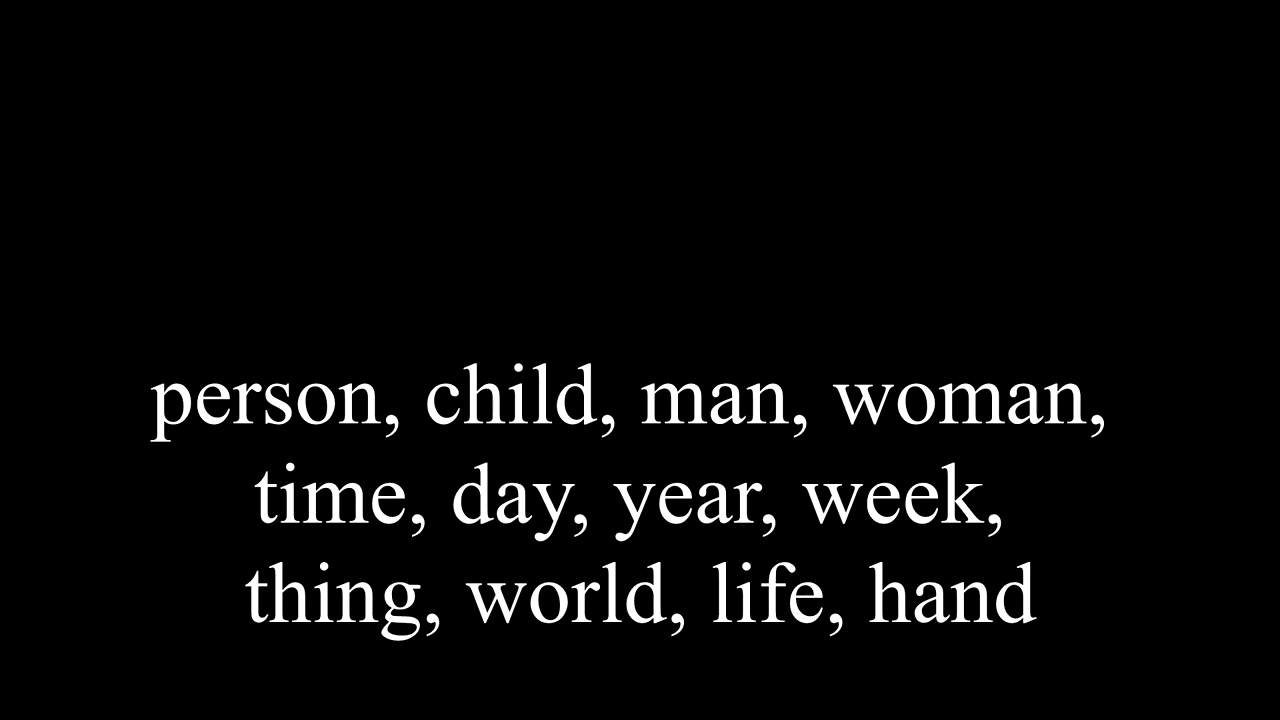 person, child, man, woman,
time, day, year, week,
thing, world, life, hand